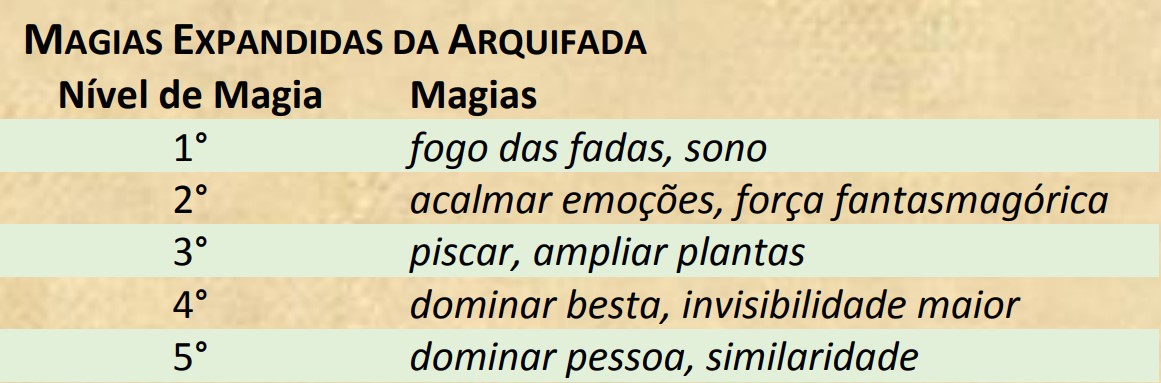 MAGIAS EXPANDIDAS DA ARQUIFADA
Nível de Magia Magias
1° fogo das fadas, sono
2° acalmar emoções, força fantasmagórica
3° piscar, ampliar plantas
4° dominar besta, invisibilidade maior
5° dominar pessoa, similaridade